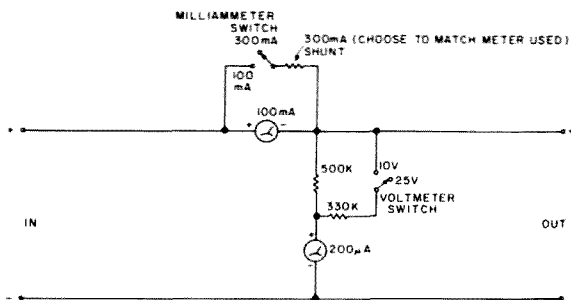 MILLIAMMETER
SWITCH
300mA
300mA (CHOOSE TO MATCH METER USED)
SHUNT
100
mA
100mA
+
-
+
+
500K
10V
25V
330K
VOLTMETER
SWITCH
IN
OUT
+
200µA
-
-
-